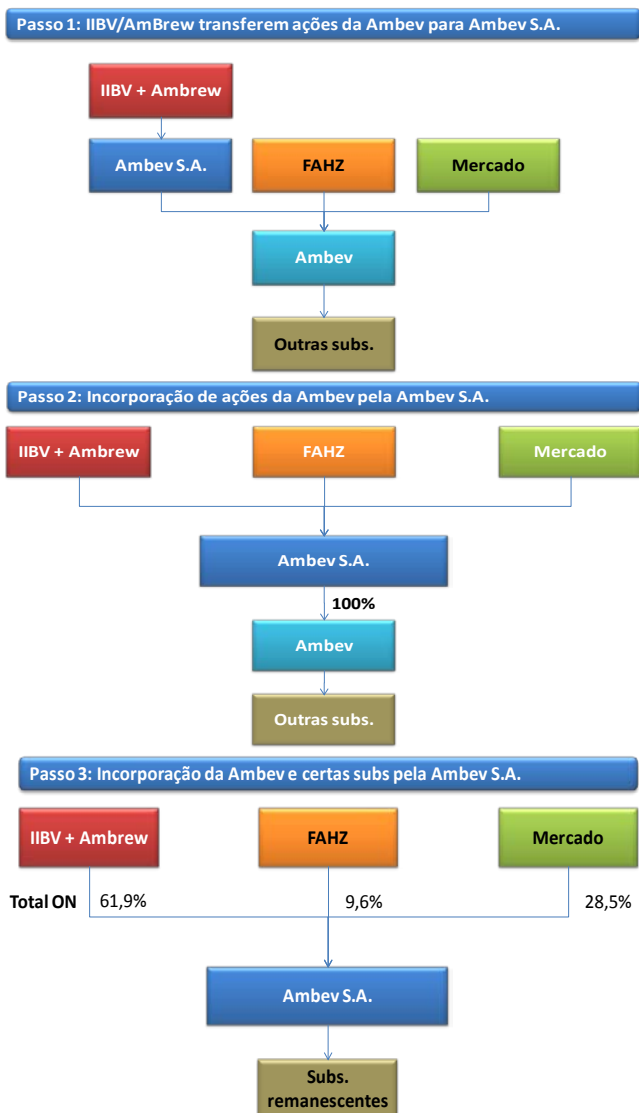 Passo 1: IIBV/AmBrew transferem ações da Ambev para Ambev S.A.
IIBV + Ambrew
Ambev S.A.
FAHZ
Mercado
Ambev
Outras subs.
Passo 2: Incorporação de ações da Ambev pela Ambev S.A.
IIBV + Ambrew
FAHZ
Mercado
Ambev S.A.
100%
Ambev
Outras subs.
Passo 3: Incorporação da Ambev e certas subs pela Ambev S.A.
IIBV + Ambrew
FAHZ
Mercado
Total ON 61,9% 9,6% 28,5%
Ambev S.A.
Subs.
remanescentes